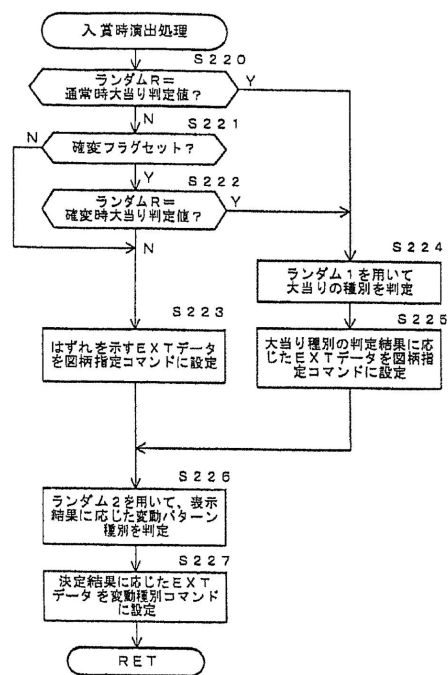 入賞時演出処理
S220
ランダムR=
通常時大当り判定値?
Y
N
S221
N
確変フラグセット?
Y
S222
ランダムR=
確変時大当り判定値?
Y
N
S224
ランダム1を用いて
大当りの種別を判定
S223
S225
はずれを示すEXTデータ
を図柄指定コマンドに設定
大当り種別の判定結果に応
じたEXTデータを図柄指
定コマンドに設定
S226
ランダム2を用いて、表示
結果に応じた変動パターン
種別を判定
S227
決定結果に応じたEXT
データを変動種別コマンド
に設定
RET